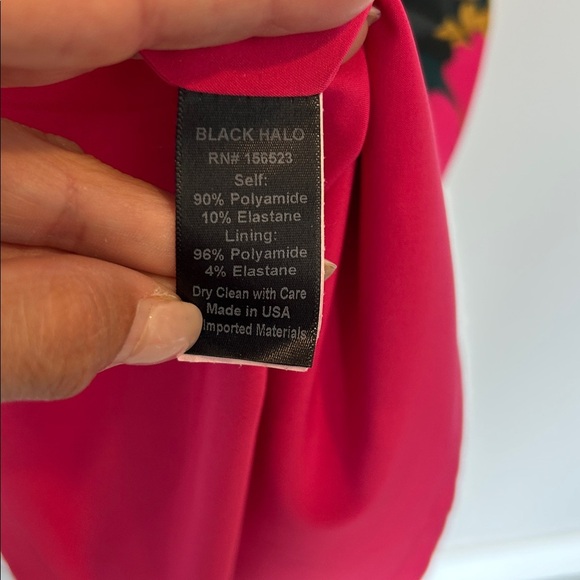 BLACK HALO
RN# 156523
Self:
90% Polyamide
10% Elastane
Lining:
96% Polyamide
4% Elastane
Dry Clean with Care
Made in USA
Imported Materials